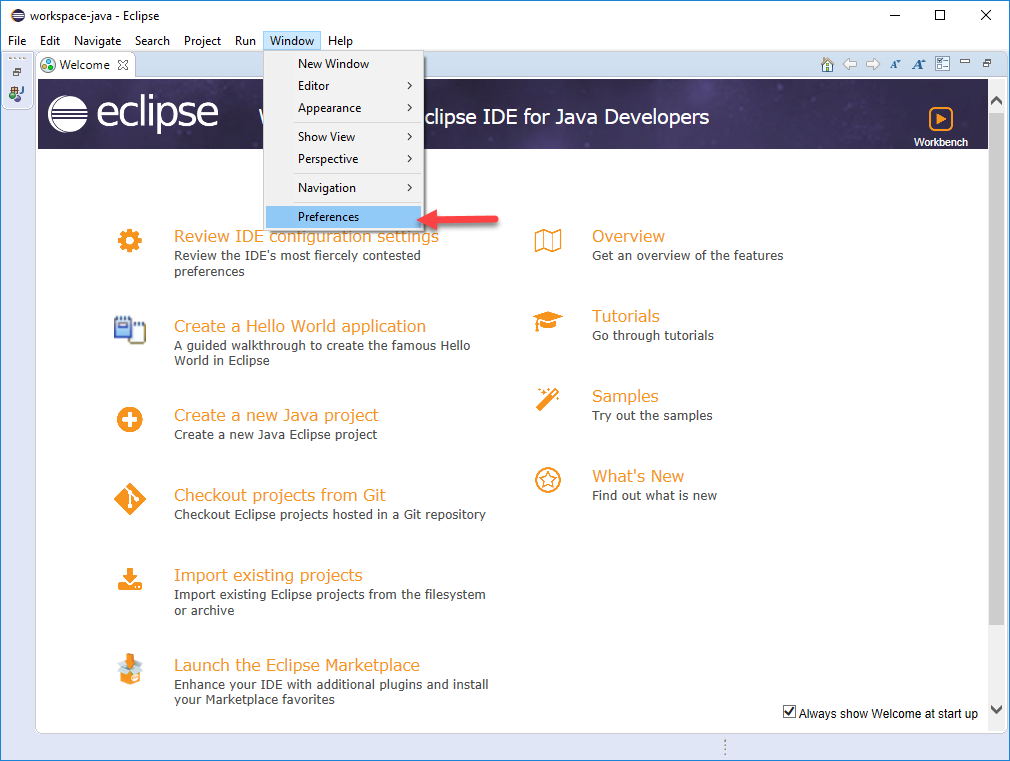 workspace-java - Eclipse
File Edit Navigate Search Project Run Window Help
Welcome
New Window
Editor
Appearance
Show View
Perspective
Navigation
Preferences
eclipse
clipse IDE for Java Developers
Workbench
Review IDE configuration settings
Review the IDE's most fiercely contested
preferences
Create a Hello World application
A guided walkthrough to create the famous Hello
World in Eclipse
Create a new Java project
Create a new Java Eclipse project
Checkout projects from Git
Checkout Eclipse projects hosted in a Git repository
Import existing projects
Import existing Eclipse projects from the filesystem
or archive
Launch the Eclipse Marketplace
Enhance your IDE with additional plugins and install
your Marketplace favorites
Overview
Get an overview of the features
Tutorials
Go through tutorials
Samples
Try out the samples
What's New
Find out what is new
Always show Welcome at start up